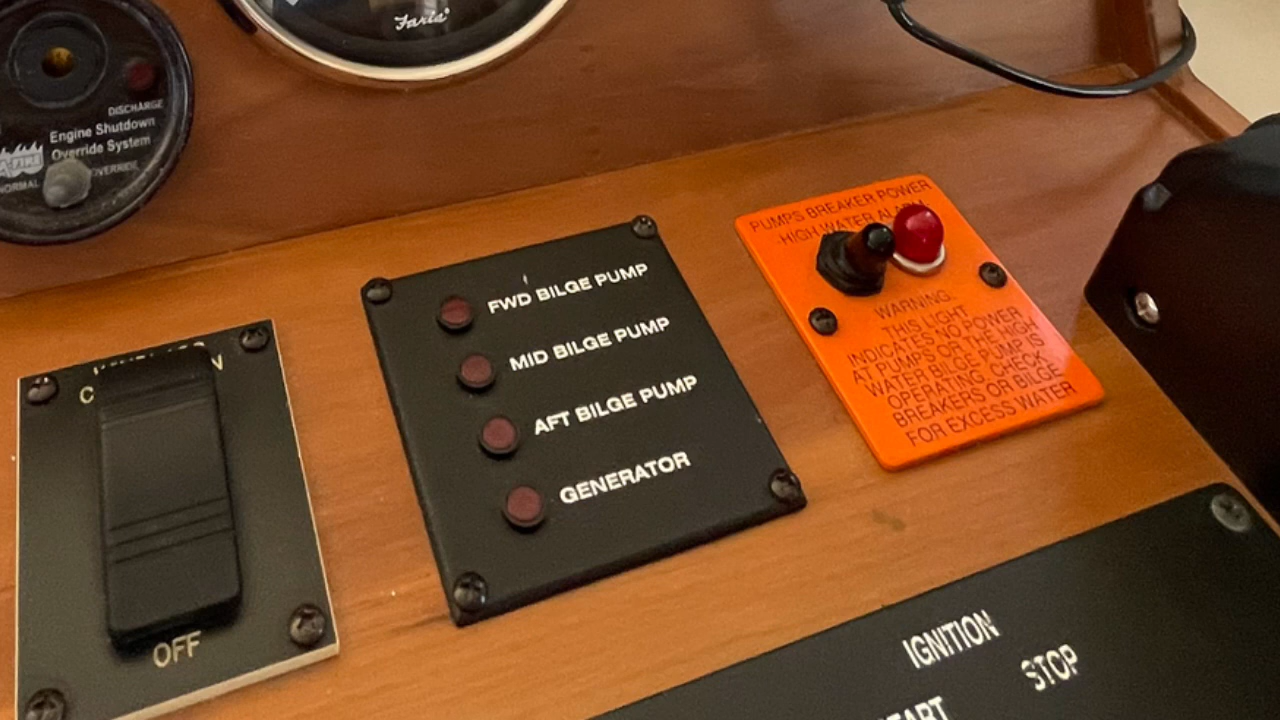 Faria
DISCHARGE
Engine Shutdown
Override System
NORMAL
OVERRIDE
OFF
FWD BILGE PUMP
MID BILGE PUMP
AFT BILGE PUMP
GENERATOR
PUMPS BREAKER POWER
HIGH WATER ALARM
WARNING:
THIS LIGHT
INDICATES NO POWER
AT PUMPS OR THE HIGH
WATER BILGE PUMP IS
OPERATING. CHECK
BREAKERS OR BILGE
FOR EXCESS WATER
IGNITION
STOP